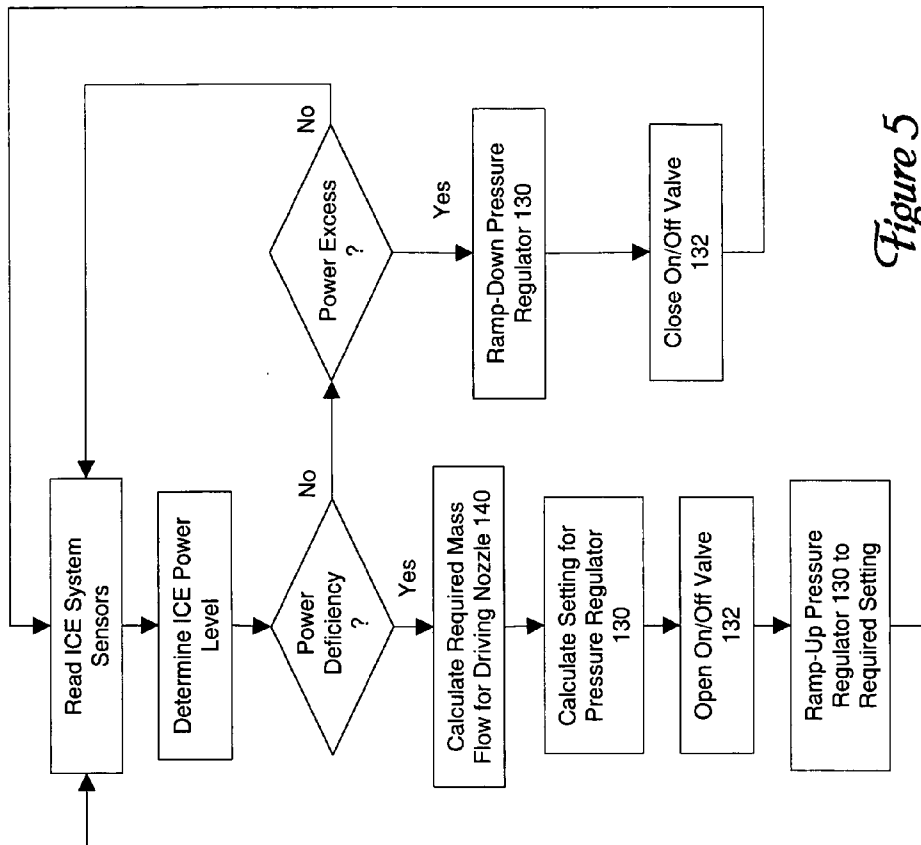 Read ICE System
Sensors
Determine ICE Power
Level
Power
Deficiency
?
No
Yes
Power Excess
?
No
Yes
Calculate Required Mass
Flow for Driving Nozzle 140
Calculate Setting for
Pressure Regulator
130
Open On/Off Valve
132
Ramp-Up Pressure
Regulator 130 to
Required Setting
Ramp-Down Pressure
Regulator 130
Close On/Off Valve
132
Figure 5